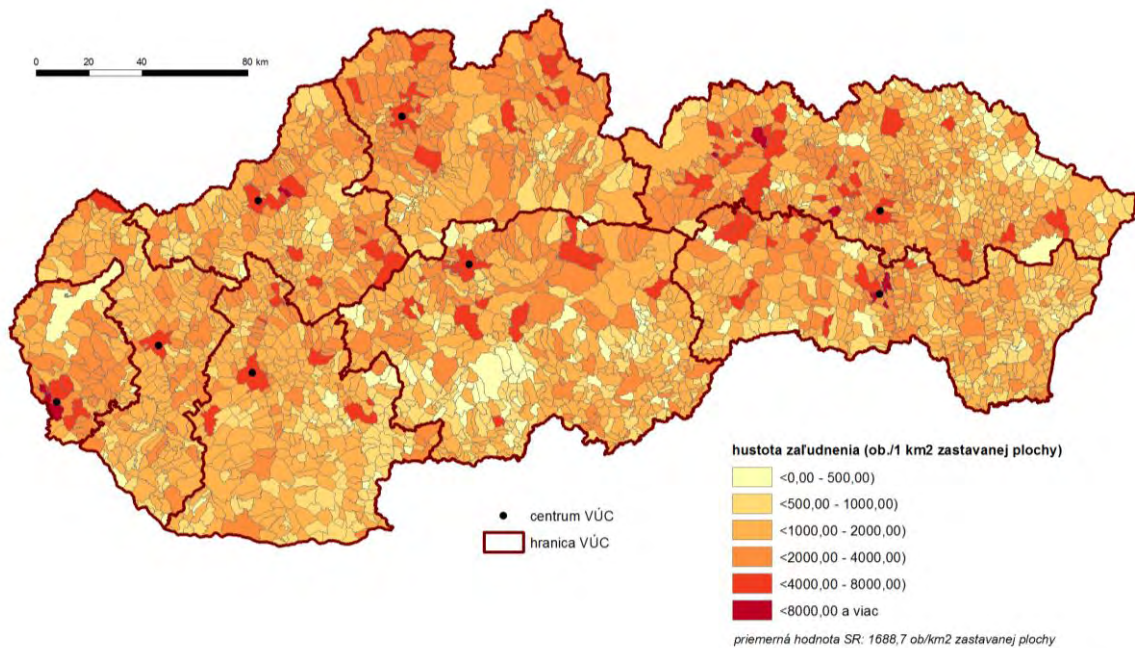 0 20 40 80 km
hustota zaľudnenia (ob./1 km2 zastavanej plochy)
<0,00 - 500,00)
<500,00 - 1000,00)
<1000,00 - 2000,00)
<2000,00 - 4000,00)
<4000,00 - 8000,00)
<8000,00 a viac
priemerná hodnota SR: 1688,7 ob/km2 zastavanej plochy
centrum VÚC
hranica VÚC